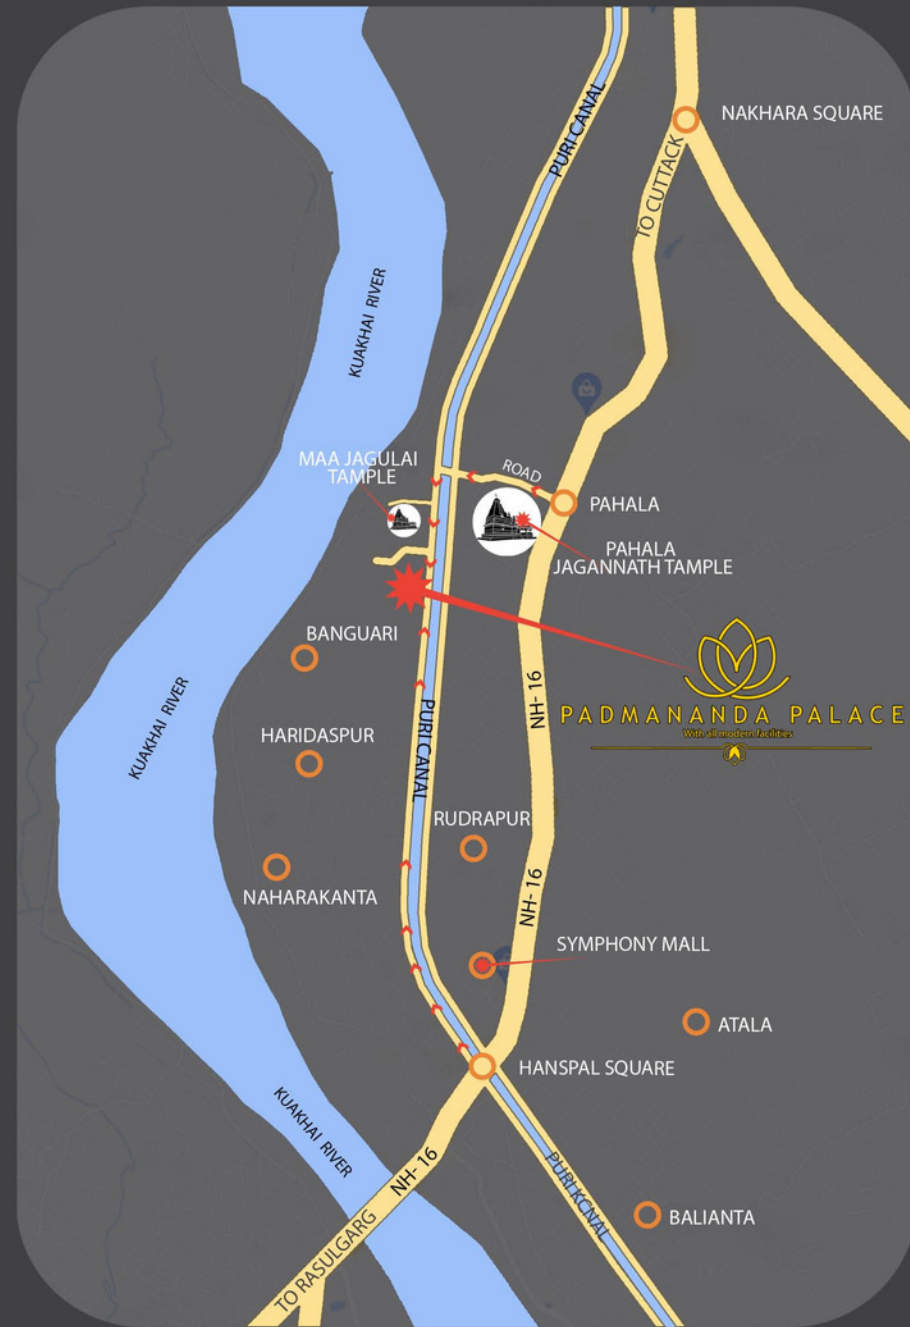 PURI CANAL
NAKHARA SQUARE
TO CUTTACK
KUAKHAI RIVER
MAA JAGULAI
TAMPLE
ROAD
PAHALA
PAHALA
JAGANNATH TAMPLE
BANGUARI
KUAKHAI RIVER
NH- 16
PADMANANDA PALACE
With all modern facilities
PURI CANAL
HARIDASPUR
RUDRAPUR
NAHARAKANTA
NH- 16
SYMPHONY MALL
ATALA
HANSPAL SQUARE
KUAKHAI RIVER
NH- 16
PURI KCNAl
BALIANTA
TO RASULGARG